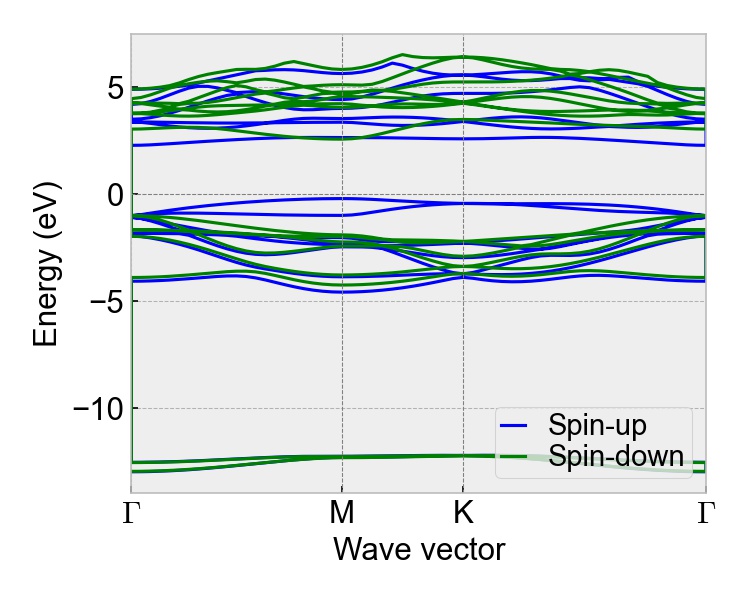 5
0
−5
−10
Energy (eV)
Spin-up
Spin-down
Γ M K Γ
Wave vector